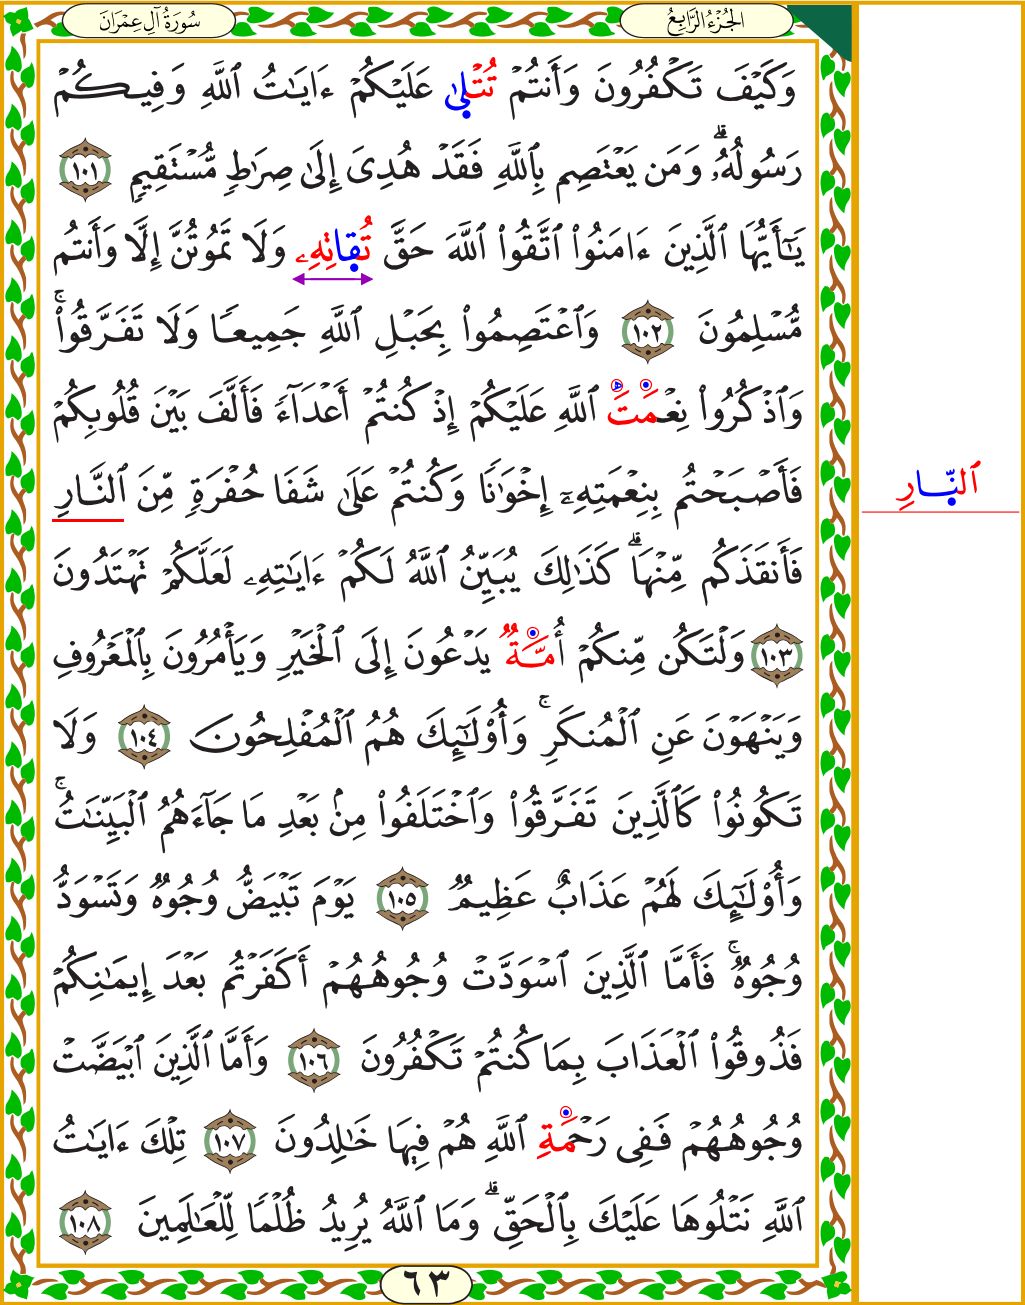 الجُزْءُ الرَّابِعُ
سُورَةُ آلِ عِمْرَان
وَكَيْفَ تَكْفُرُونَ وَأَنتُمْ تُتْلَىٰ عَلَيْكُمْ ءَايَـٰتُ ٱللَّهِ وَفِيكُمْ
رَسُولُهُۥ ۗ وَمَن يَعْتَصِم بِٱللَّهِ فَقَدْ هُدِىَ إِلَىٰ صِرَٰطٍ مُّسْتَقِيمٍ ١٠١
يَـٰٓأَيُّهَا ٱلَّذِينَ ءَامَنُوا۟ ٱتَّقُوا۟ ٱللَّهَ حَقَّ تُقَاتِهِۦ وَلَا تَمُوتُنَّ إِلَّا وَأَنتُم
مُّسْلِمُونَ ١٠٢ وَٱعْتَصِمُوا۟ بِحَبْلِ ٱللَّهِ جَمِيعًا وَلَا تَفَرَّقُوا۟ ۚ
وَٱذْكُرُوا۟ نِعْمَتَ ٱللَّهِ عَلَيْكُمْ إِذْ كُنتُمْ أَعْدَآءً فَأَلَّفَ بَيْنَ قُلُوبِكُمْ
فَأَصْبَحْتُم بِنِعْمَتِهِۦٓ إِخْوَٰنًا وَكُنتُمْ عَلَىٰ شَفَا حُفْرَةٍ مِّنَ ٱلنَّارِ
ٱلنَّارِ
فَأَنقَذَكُم مِّنْهَا ۗ كَذَٰلِكَ يُبَيِّنُ ٱللَّهُ لَكُمْ ءَايَـٰتِهِۦ لَعَلَّكُمْ تَهْتَدُونَ
١٠٣ وَلْتَكُن مِّنكُمْ أُمَّةٌ يَدْعُونَ إِلَى ٱلْخَيْرِ وَيَأْمُرُونَ بِٱلْمَعْرُوفِ
وَيَنْهَوْنَ عَنِ ٱلْمُنكَرِ ۚ وَأُو۟لَـٰٓئِكَ هُمُ ٱلْمُفْلِحُونَ ١٠٤ وَلَا
تَكُونُوا۟ كَٱلَّذِينَ تَفَرَّقُوا۟ وَٱخْتَلَفُوا۟ مِنۢ بَعْدِ مَا جَآءَهُمُ ٱلْبَيِّنَـٰتُ ۚ
وَأُو۟لَـٰٓئِكَ لَهُمْ عَذَابٌ عَظِيمٌ ١٠٥ يَوْمَ تَبْيَضُّ وُجُوهٌ وَتَسْوَدُّ
وُجُوهٌ ۚ فَأَمَّا ٱلَّذِينَ ٱسْوَدَّتْ وُجُوهُهُمْ أَكَفَرْتُم بَعْدَ إِيمَـٰنِكُمْ
فَذُوقُوا۟ ٱلْعَذَابَ بِمَا كُنتُمْ تَكْفُرُونَ ١٠٦ وَأَمَّا ٱلَّذِينَ ٱبْيَضَّتْ
وُجُوهُهُمْ فَفِى رَحْمَةِ ٱللَّهِ هُمْ فِيهَا خَـٰلِدُونَ ١٠٧ تِلْكَ ءَايَـٰتُ
ٱللَّهِ نَتْلُوهَا عَلَيْكَ بِٱلْحَقِّ ۗ وَمَا ٱللَّهُ يُرِيدُ ظُلْمًا لِّلْعَـٰلَمِينَ ١٠٨
٦٣